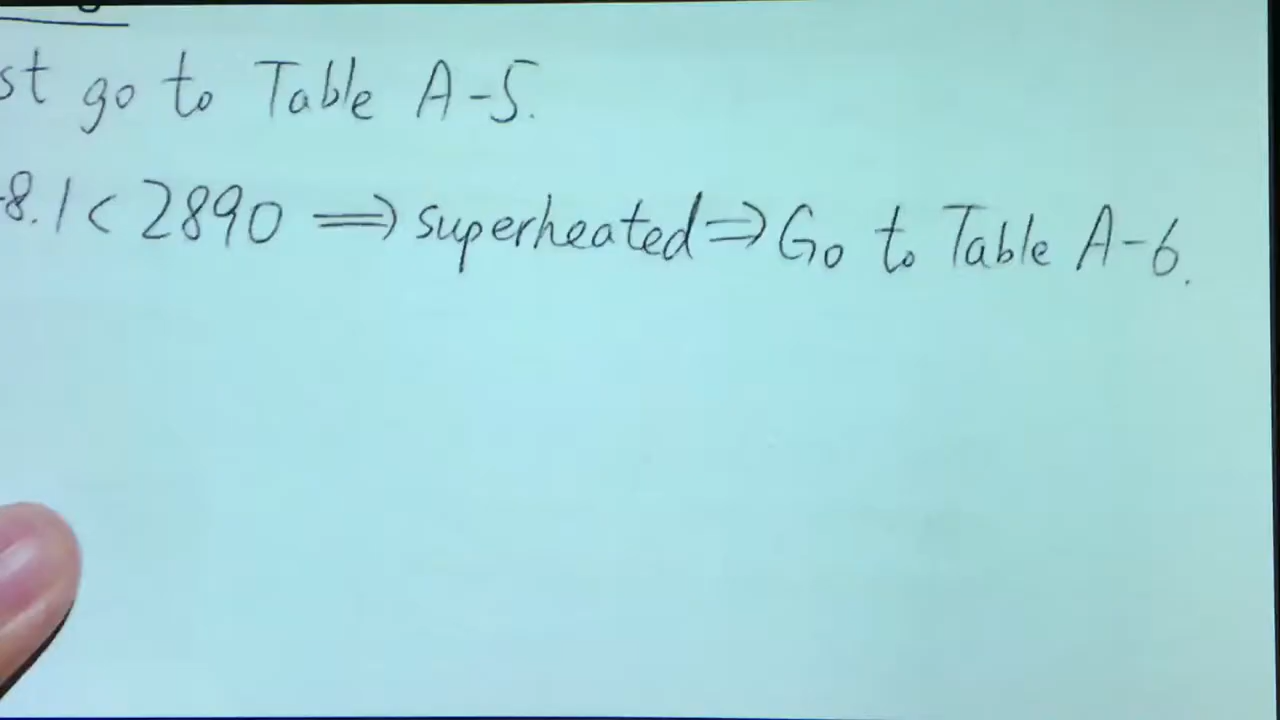 st go to Table A-5.
8.1 < 2890 ⟹ superheated ⟹ Go to Table A-6.